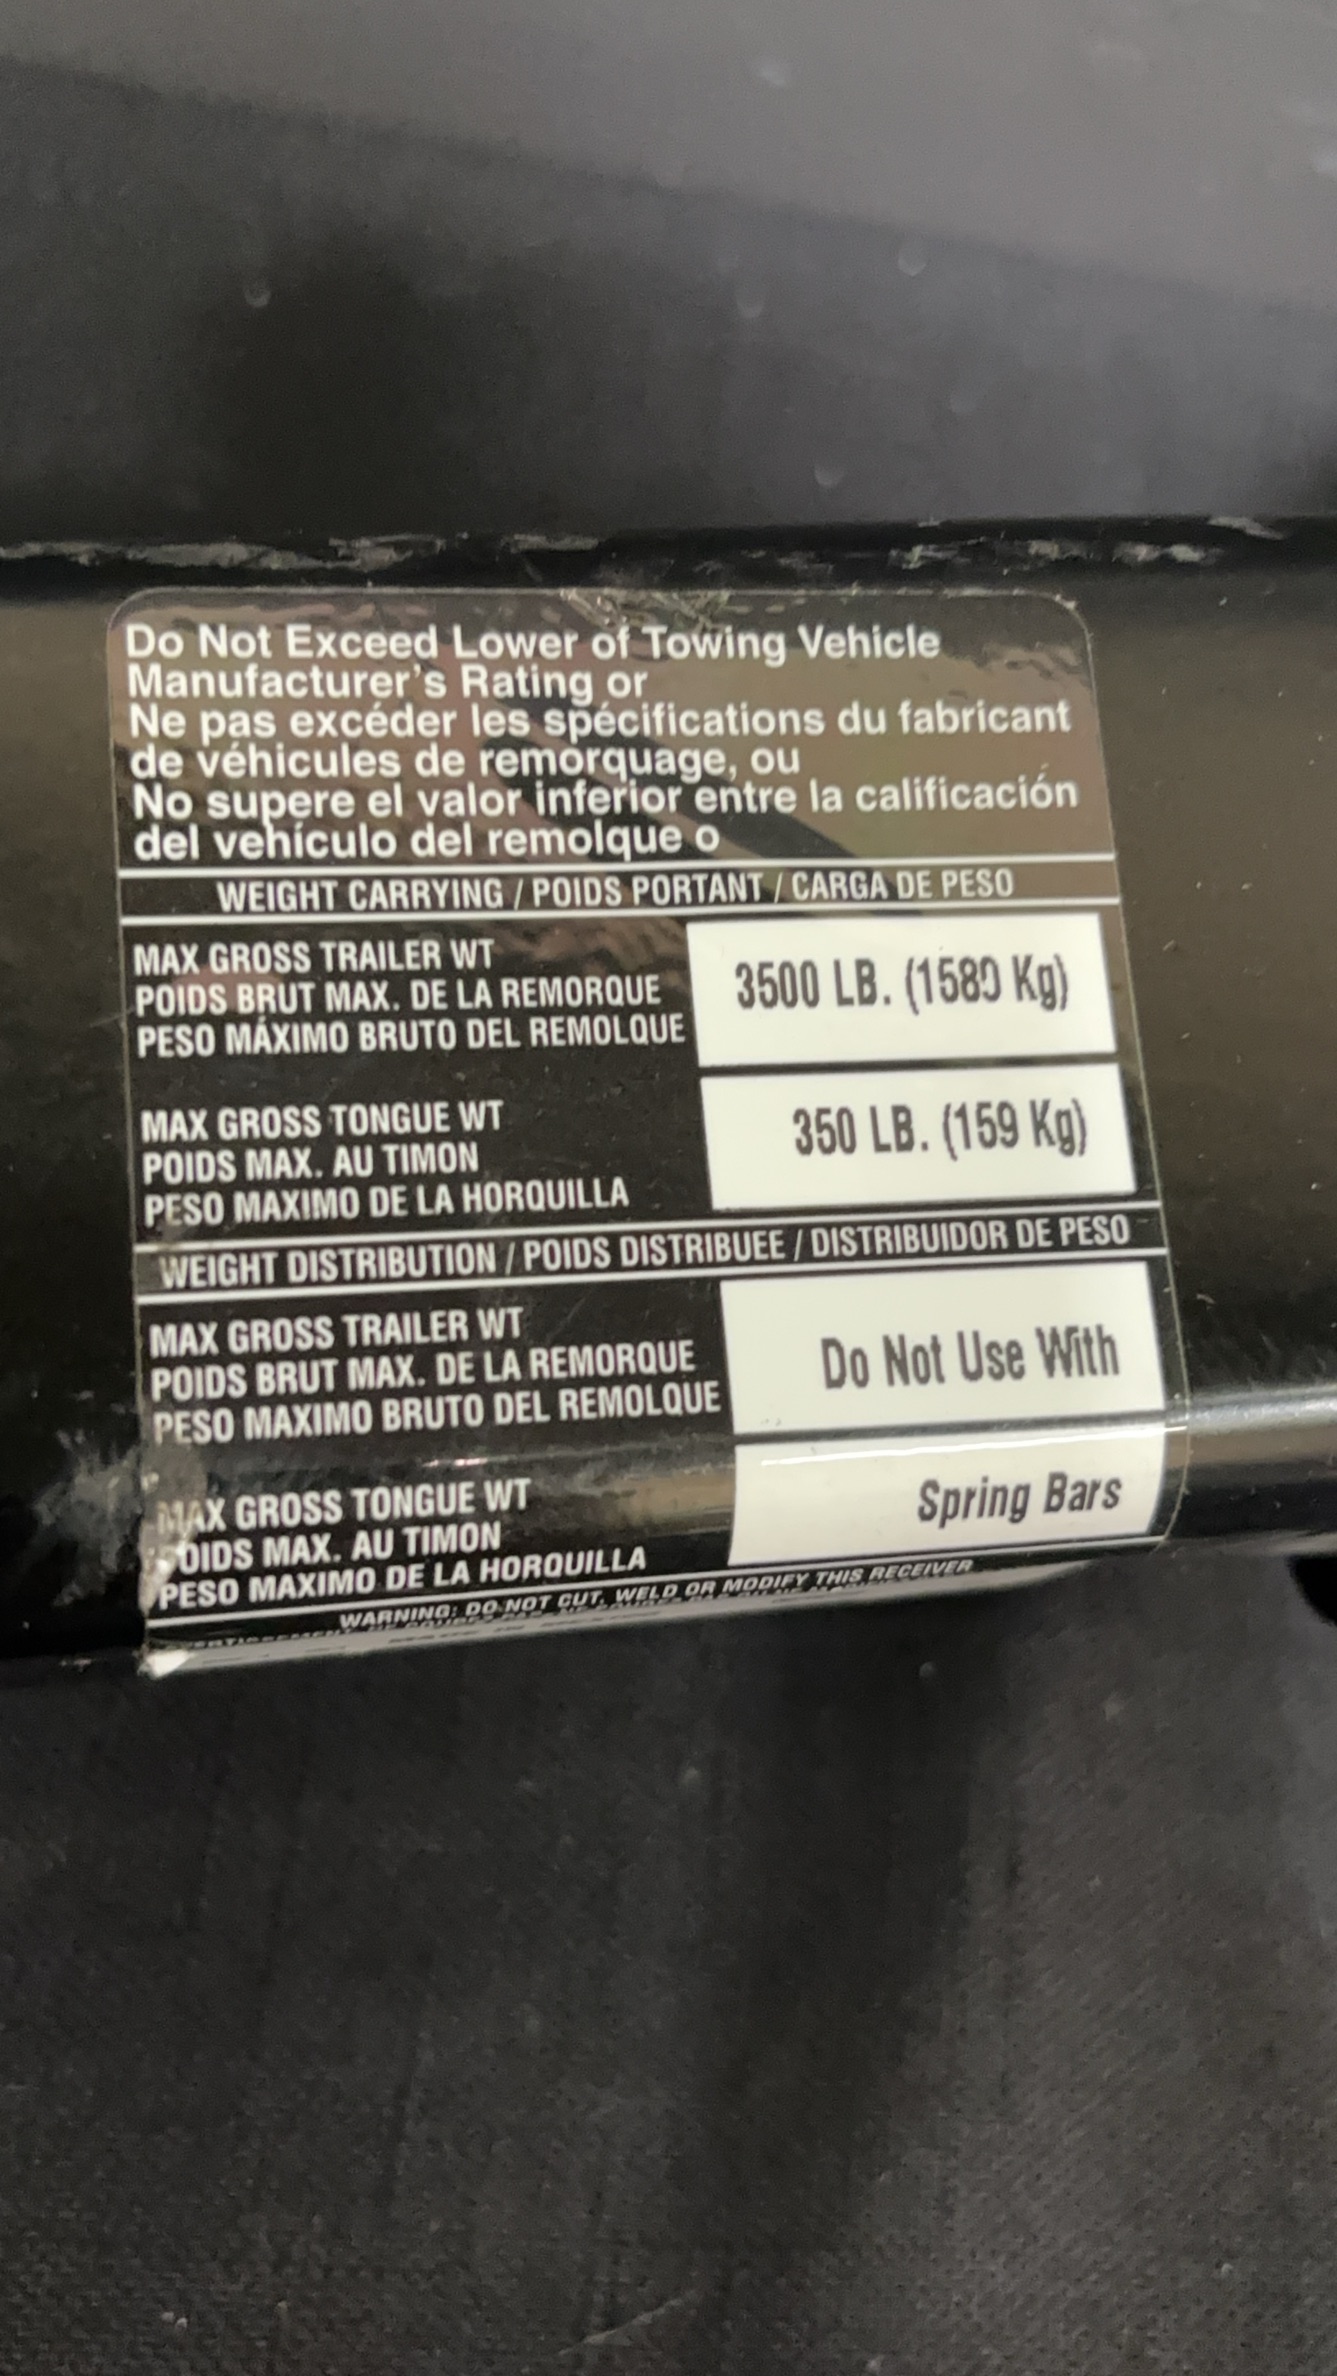 Do Not Exceed Lower of Towing Vehicle
Manufacturer's Rating or
Ne pas excéder les spécifications du fabricant
de véhicules de remorquage, ou
No supere el valor inferior entre la calificación
del vehículo del remolque o
WEIGHT CARRYING / POIDS PORTANT / CARGA DE PESO
MAX GROSS TRAILER WT
POIDS BRUT MAX. DE LA REMORQUE
PESO MÁXIMO BRUTO DEL REMOLQUE
3500 LB. (1589 Kg)
MAX GROSS TONGUE WT
POIDS MAX. AU TIMON
PESO MAXIMO DE LA HORQUILLA
350 LB. (159 Kg)
WEIGHT DISTRIBUTION / POIDS DISTRIBUEE / DISTRIBUIDOR DE PESO
MAX GROSS TRAILER WT
POIDS BRUT MAX. DE LA REMORQUE
PESO MAXIMO BRUTO DEL REMOLQUE
Do Not Use With
MAX GROSS TONGUE WT
POIDS MAX. AU TIMON
PESO MAXIMO DE LA HORQUILLA
Spring Bars
WARNING: DO NOT CUT, WELD OR MODIFY THIS RECEIVER